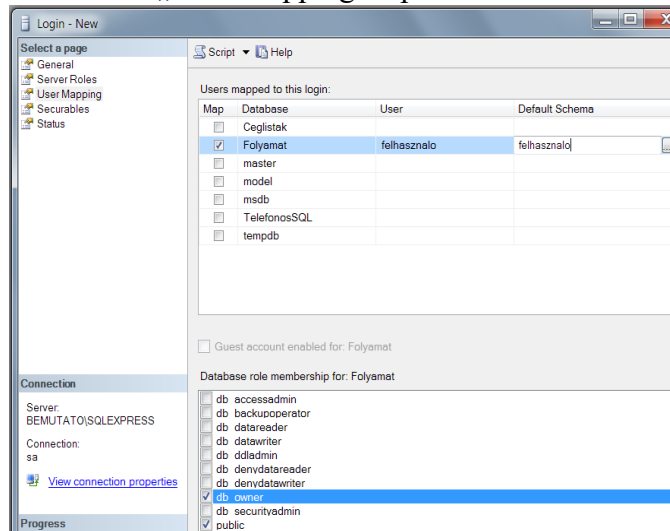 Login - New
Select a page
General
Server Roles
User Mapping
Securables
Status
Script Help
Users mapped to this login:
Map Database User Default Schema
Ceglistak
Folyamat felhasznalo felhasznalo ...
master
model
msdb
TelefonosSQL
tempdb
Guest account enabled for: Folyamat
Database role membership for: Folyamat
db_accessadmin
db_backupoperator
db_datareader
db_datawriter
db_ddladmin
db_denydatareader
db_denydatawriter
db_owner
db_securityadmin
public
Connection
Server:
BEMUTATO\SQLEXPRESS
Connection:
sa
View connection properties
Progress